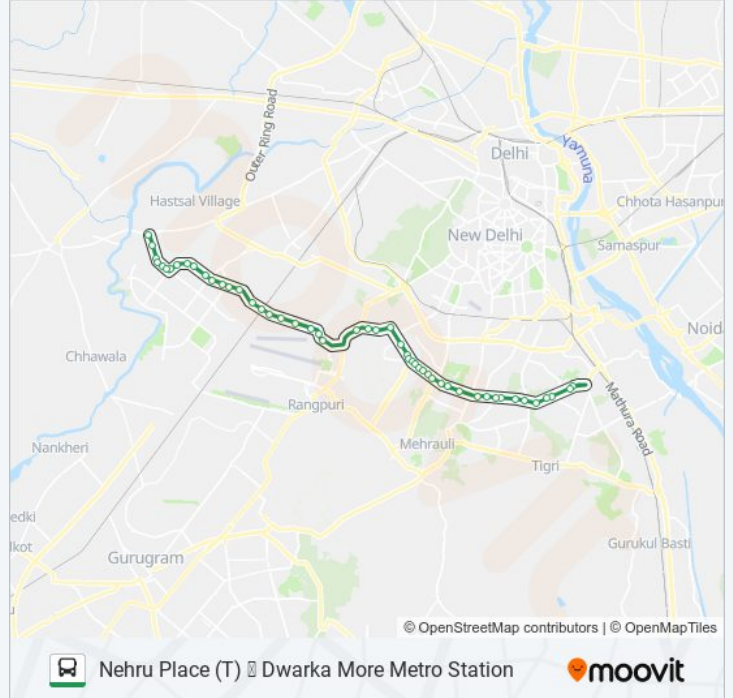 Outer Ring Road
Delhi
Yamuna
Hastsal Village
Chhota Hasanpur
New Delhi
Samaspur
Noida
Chhawala
Rangpuri
Mathura Road
Mehrauli
Nankheri
Tigri
edki
lkot
Gurukul Basti
Gurugram
© OpenStreetMap contributors | © OpenMapTiles
Nehru Place (T) Dwarka More Metro Station
moovit